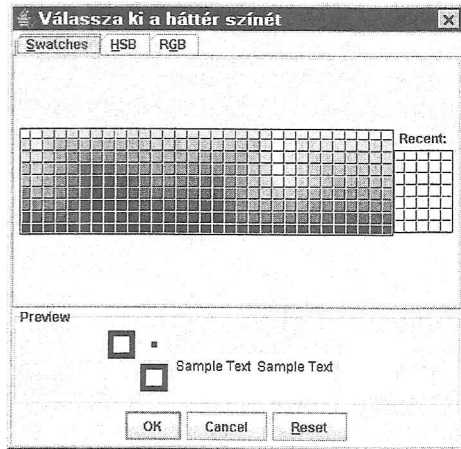 Válassza ki a háttér színét
Swatches HSB RGB
Recent:
Preview
Sample Text Sample Text
OK Cancel Reset